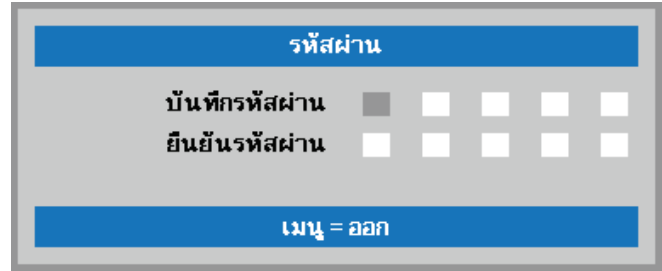 รหัสผ่าน
บันทึกรหัสผ่าน
ยืนยันรหัสผ่าน
เมนู = ออก